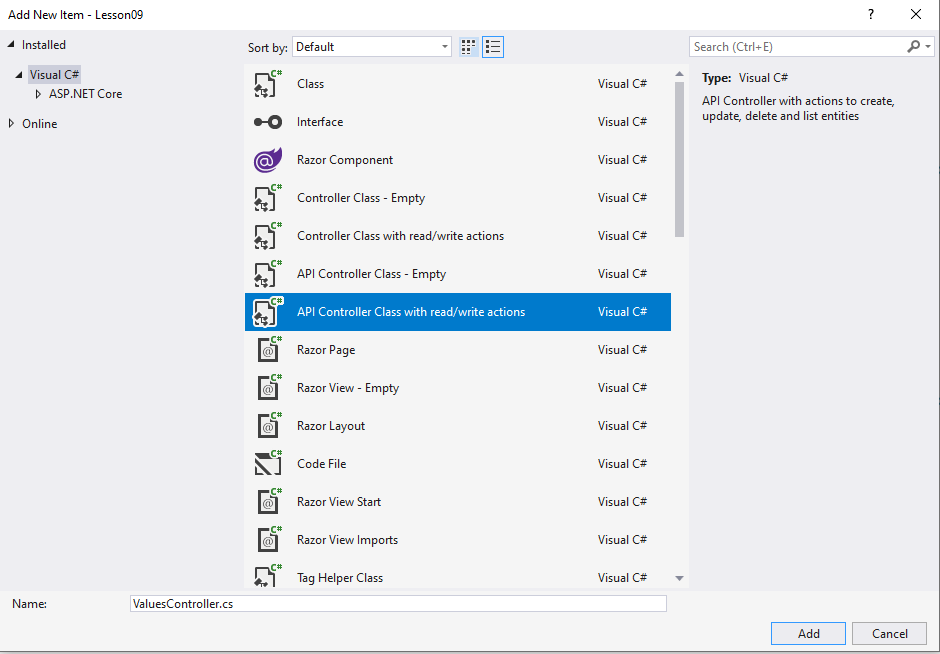 Add New Item - Lesson09
?
Installed
Visual C#
ASP.NET Core
Online
Sort by: Default
Search (Ctrl+E)
C# Class Visual C#
Interface Visual C#
@ Razor Component Visual C#
C# Controller Class - Empty Visual C#
C# Controller Class with read/write actions Visual C#
C# API Controller Class - Empty Visual C#
C# API Controller Class with read/write actions Visual C#
C# @ Razor Page Visual C#
C# @ Razor View - Empty Visual C#
C# @ Razor Layout Visual C#
C# Code File Visual C#
C# @ Razor View Start Visual C#
C# @ Razor View Imports Visual C#
C# Tag Helper Class Visual C#
Type: Visual C#
API Controller with actions to create,
update, delete and list entities
Name: ValuesController.cs
Add Cancel